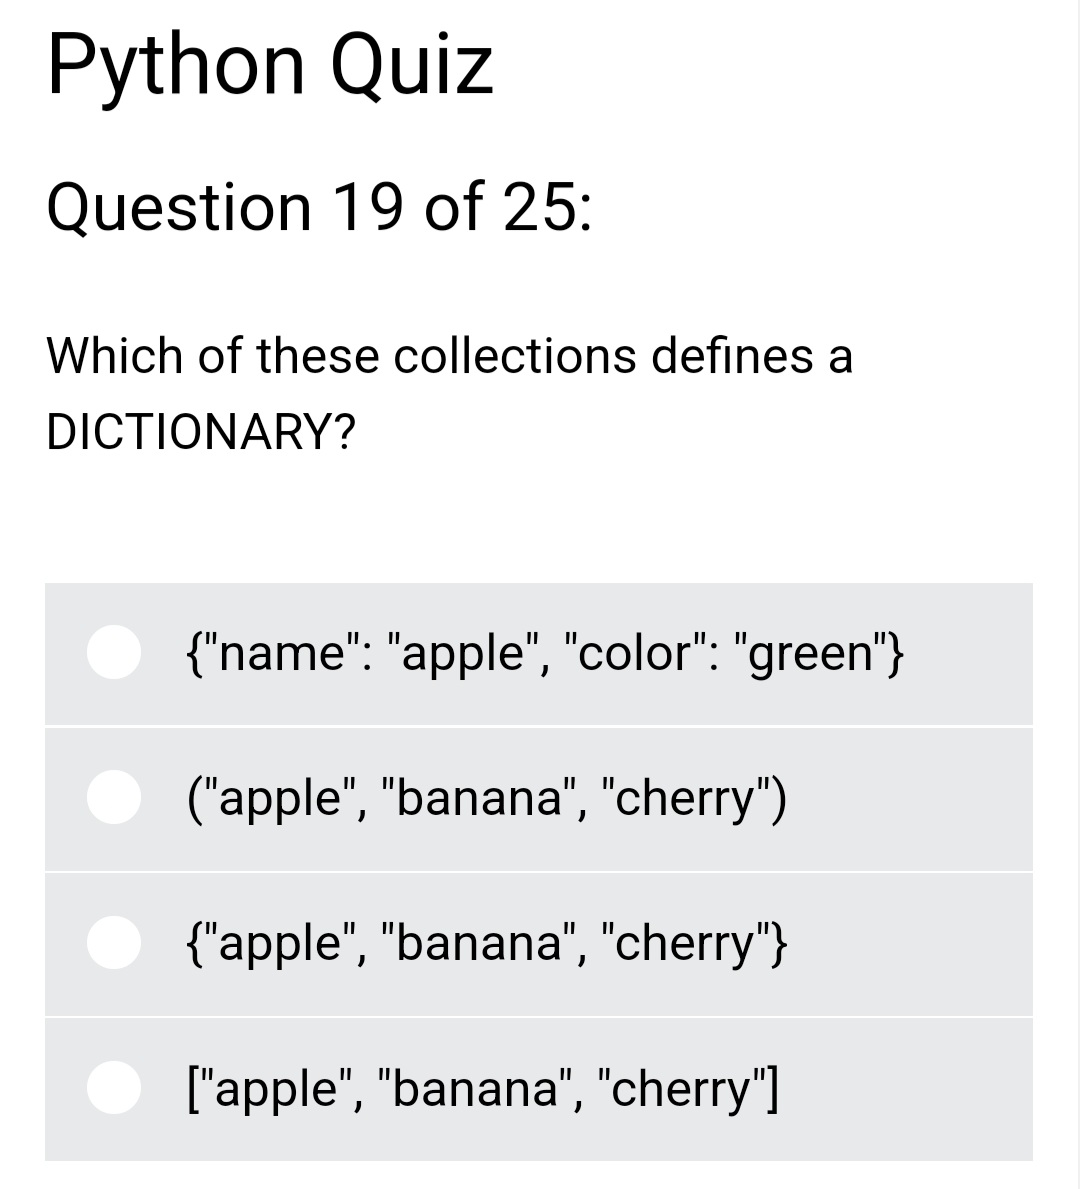 Python Quiz
Question 19 of 25:
Which of these collections defines a
DICTIONARY?
{"name": "apple", "color": "green"}
("apple", "banana", "cherry")
{"apple", "banana", "cherry"}
["apple", "banana", "cherry"]